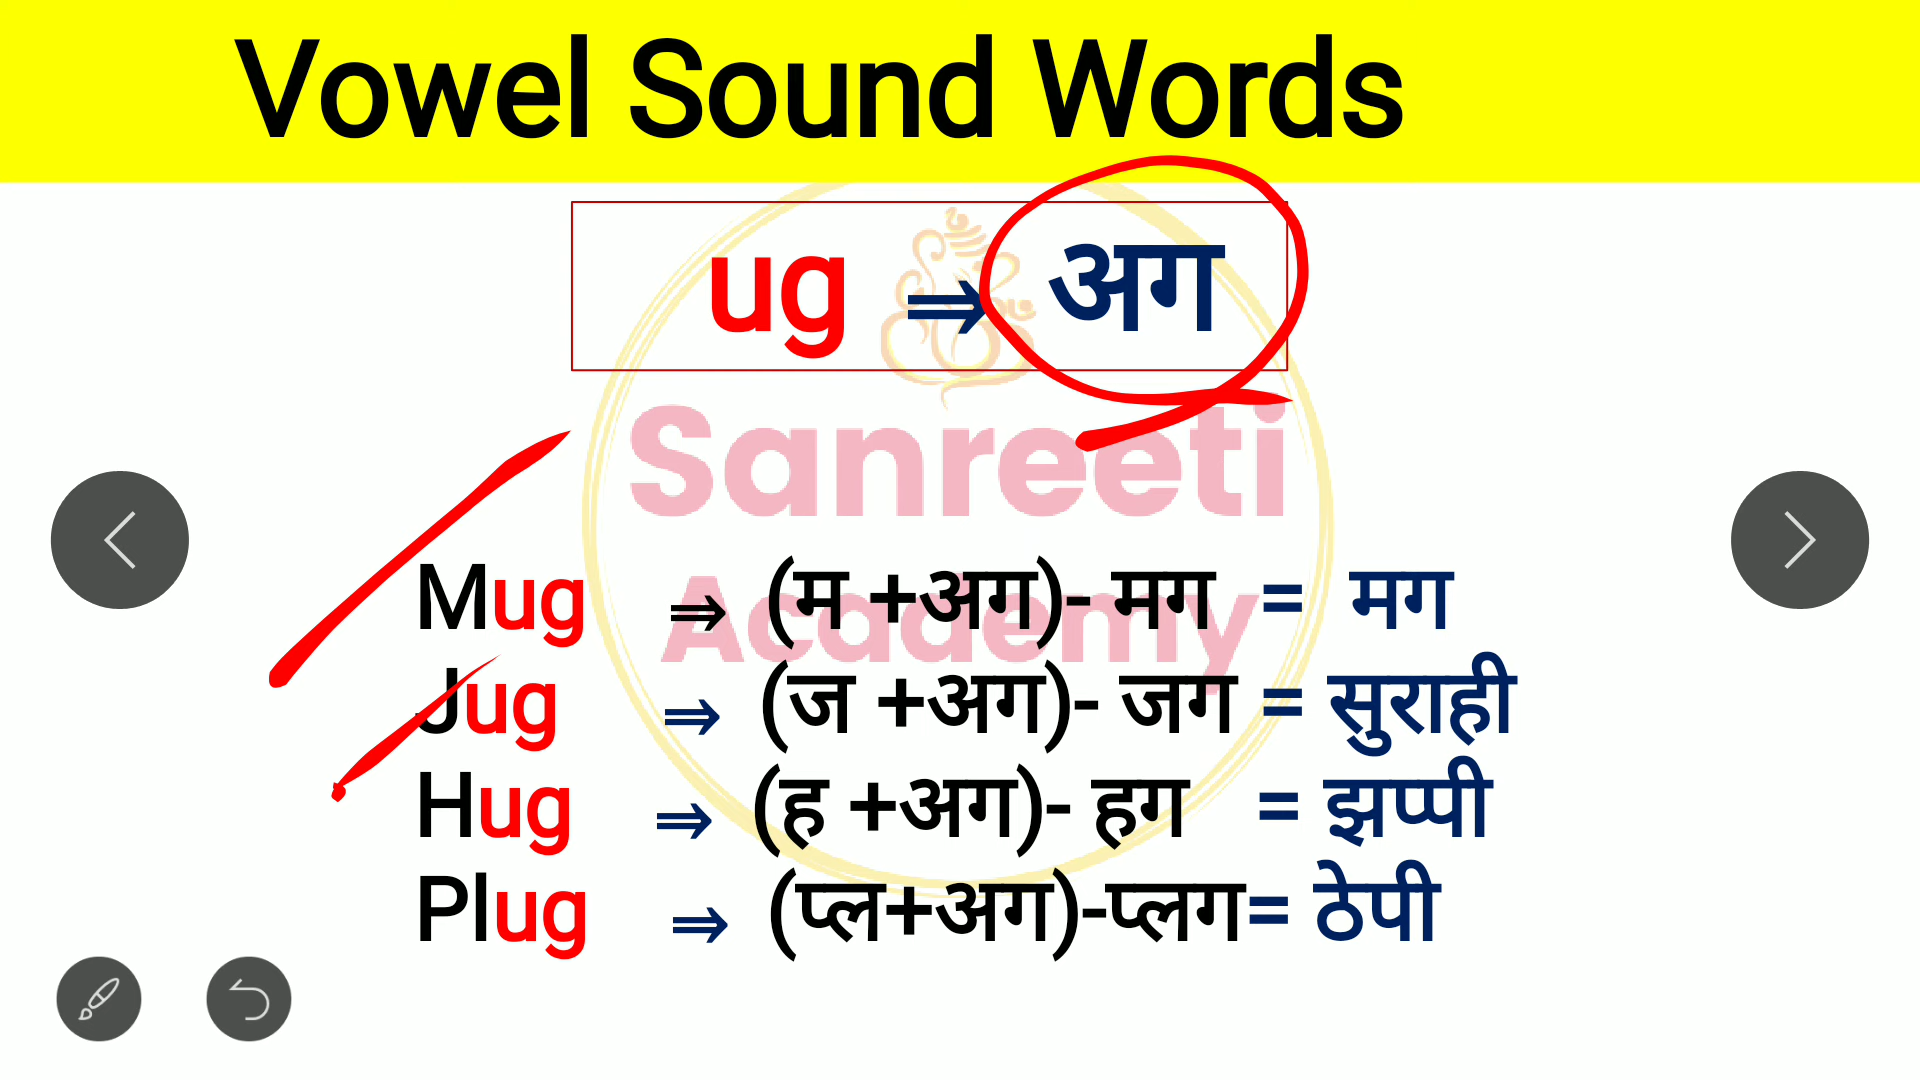 Vowel Sound Words
ug ⇒ अग
Sanreeti
Academy
Mug ⇒ (म +अग)- मग = मग
Jug ⇒ (ज +अग)- जग = सुराही
Hug ⇒ (ह +अग)- हग = झप्पी
Plug ⇒ (प्ल+अग)-प्लग= ठेपी